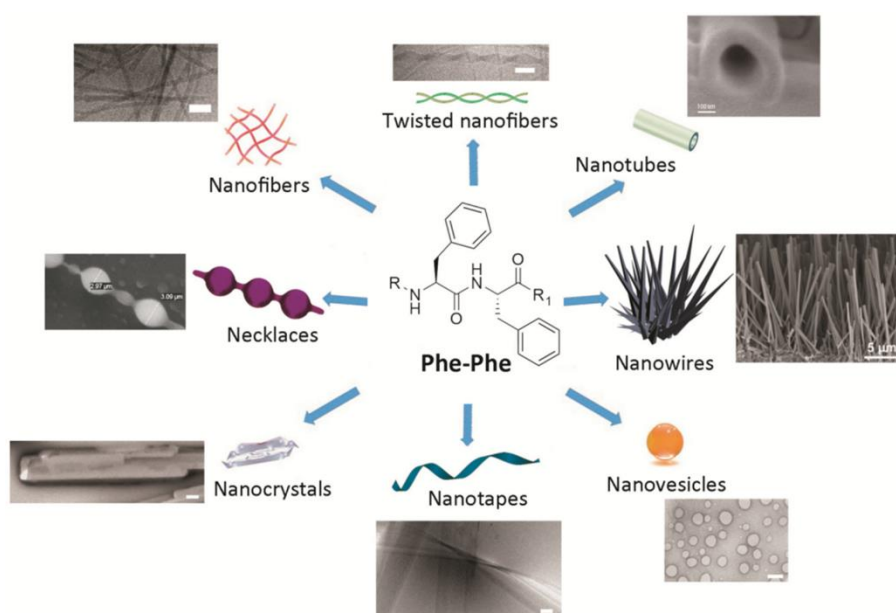 Twisted nanofibers
100 nm
Nanofibers
Nanotubes
R
N
H
O
H
N
O
R1
2.97 µm
3.09 µm
Necklaces
Phe-Phe
Nanowires
5 µm
Nanocrystals
Nanotapes
Nanovesicles